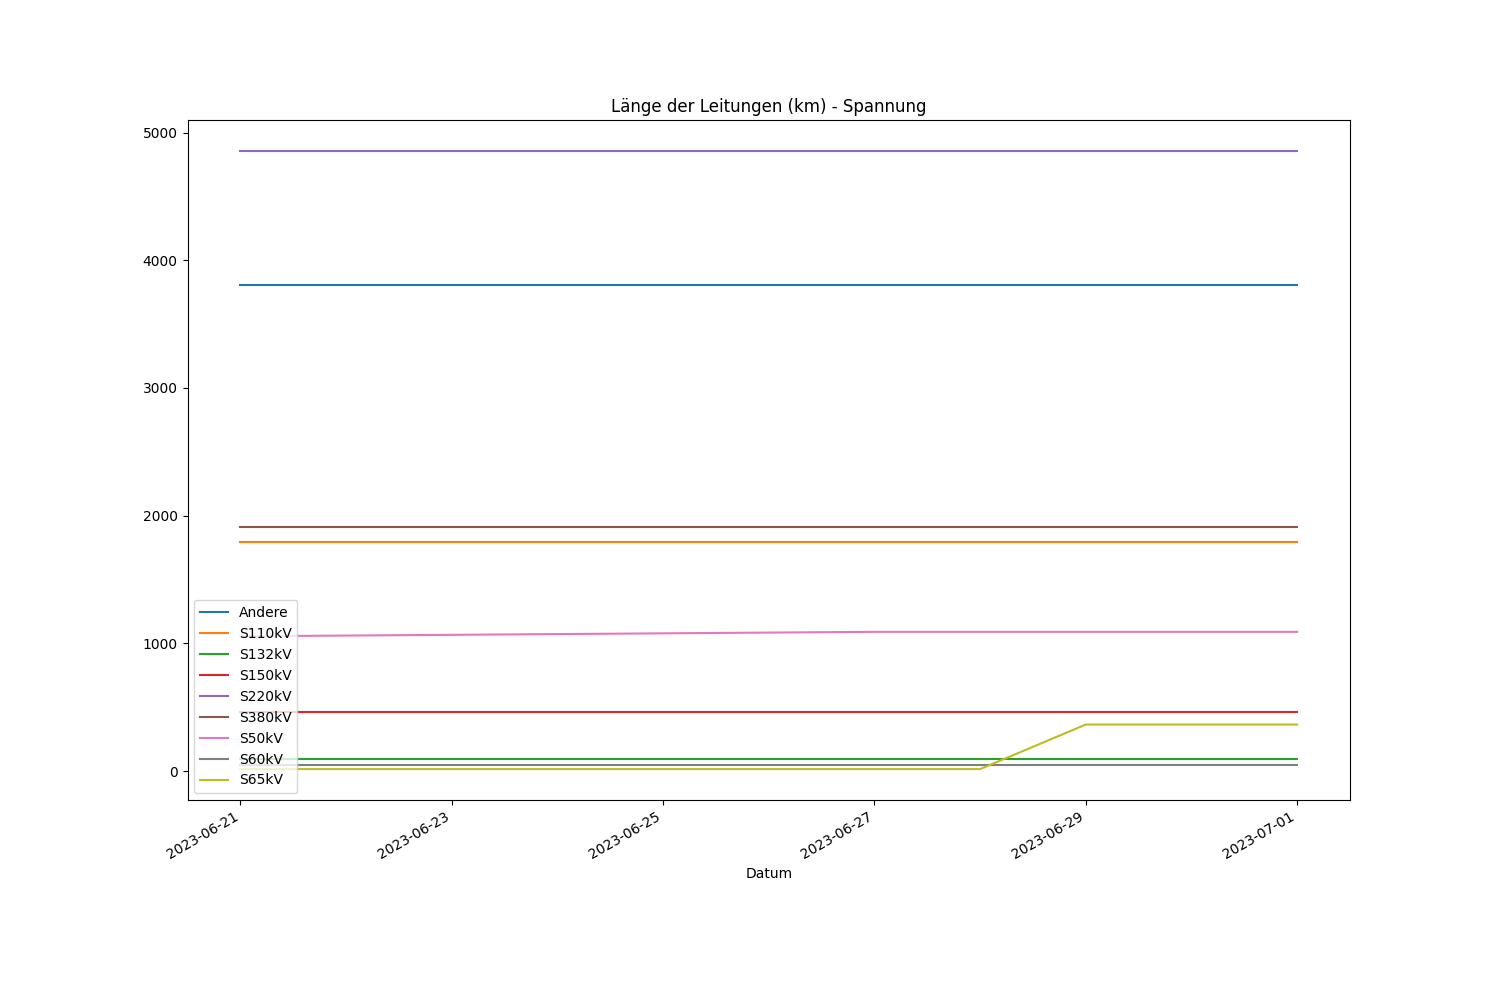 Länge der Leitungen (km) - Spannung
5000
4000
3000
2000
1000
0
Andere
S110kV
S132kV
S150kV
S220kV
S380kV
S50kV
S60kV
S65kV
2023-06-21
2023-06-23
2023-06-25
2023-06-27
2023-06-29
2023-07-01
Datum